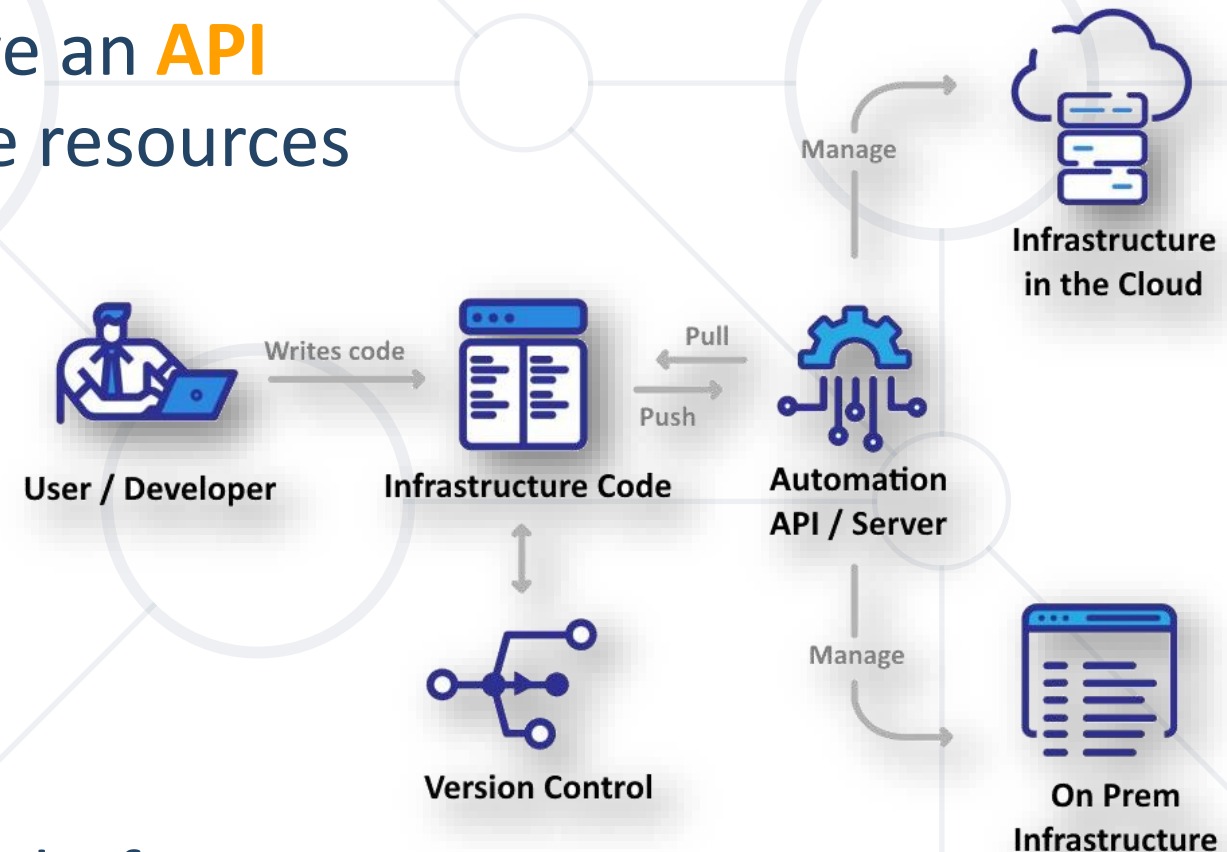 e an API
e resources
Manage
Infrastructure
in the Cloud
Writes code
Pull
Push
User / Developer
Infrastructure Code
Automation
API / Server
Manage
Version Control
On Prem
Infrastructure